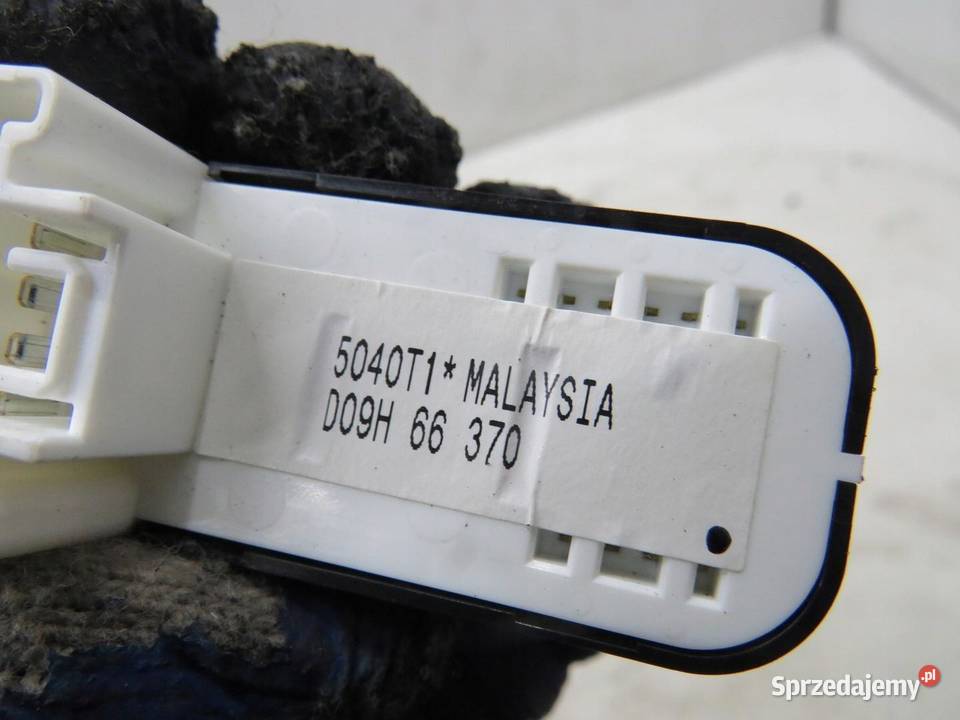 5040T1* MALAYSIA
D09H 66 370
Sprzedajemy.pl